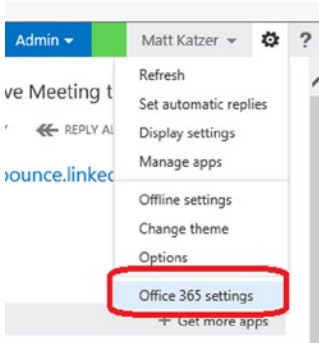 Admin Matt Katzer ?
Refresh
ve Meeting t
Set automatic replies
REPLY AL
Display settings
Manage apps
bounce.linked
Offline settings
Change theme
Options
Office 365 settings
+ Get more apps